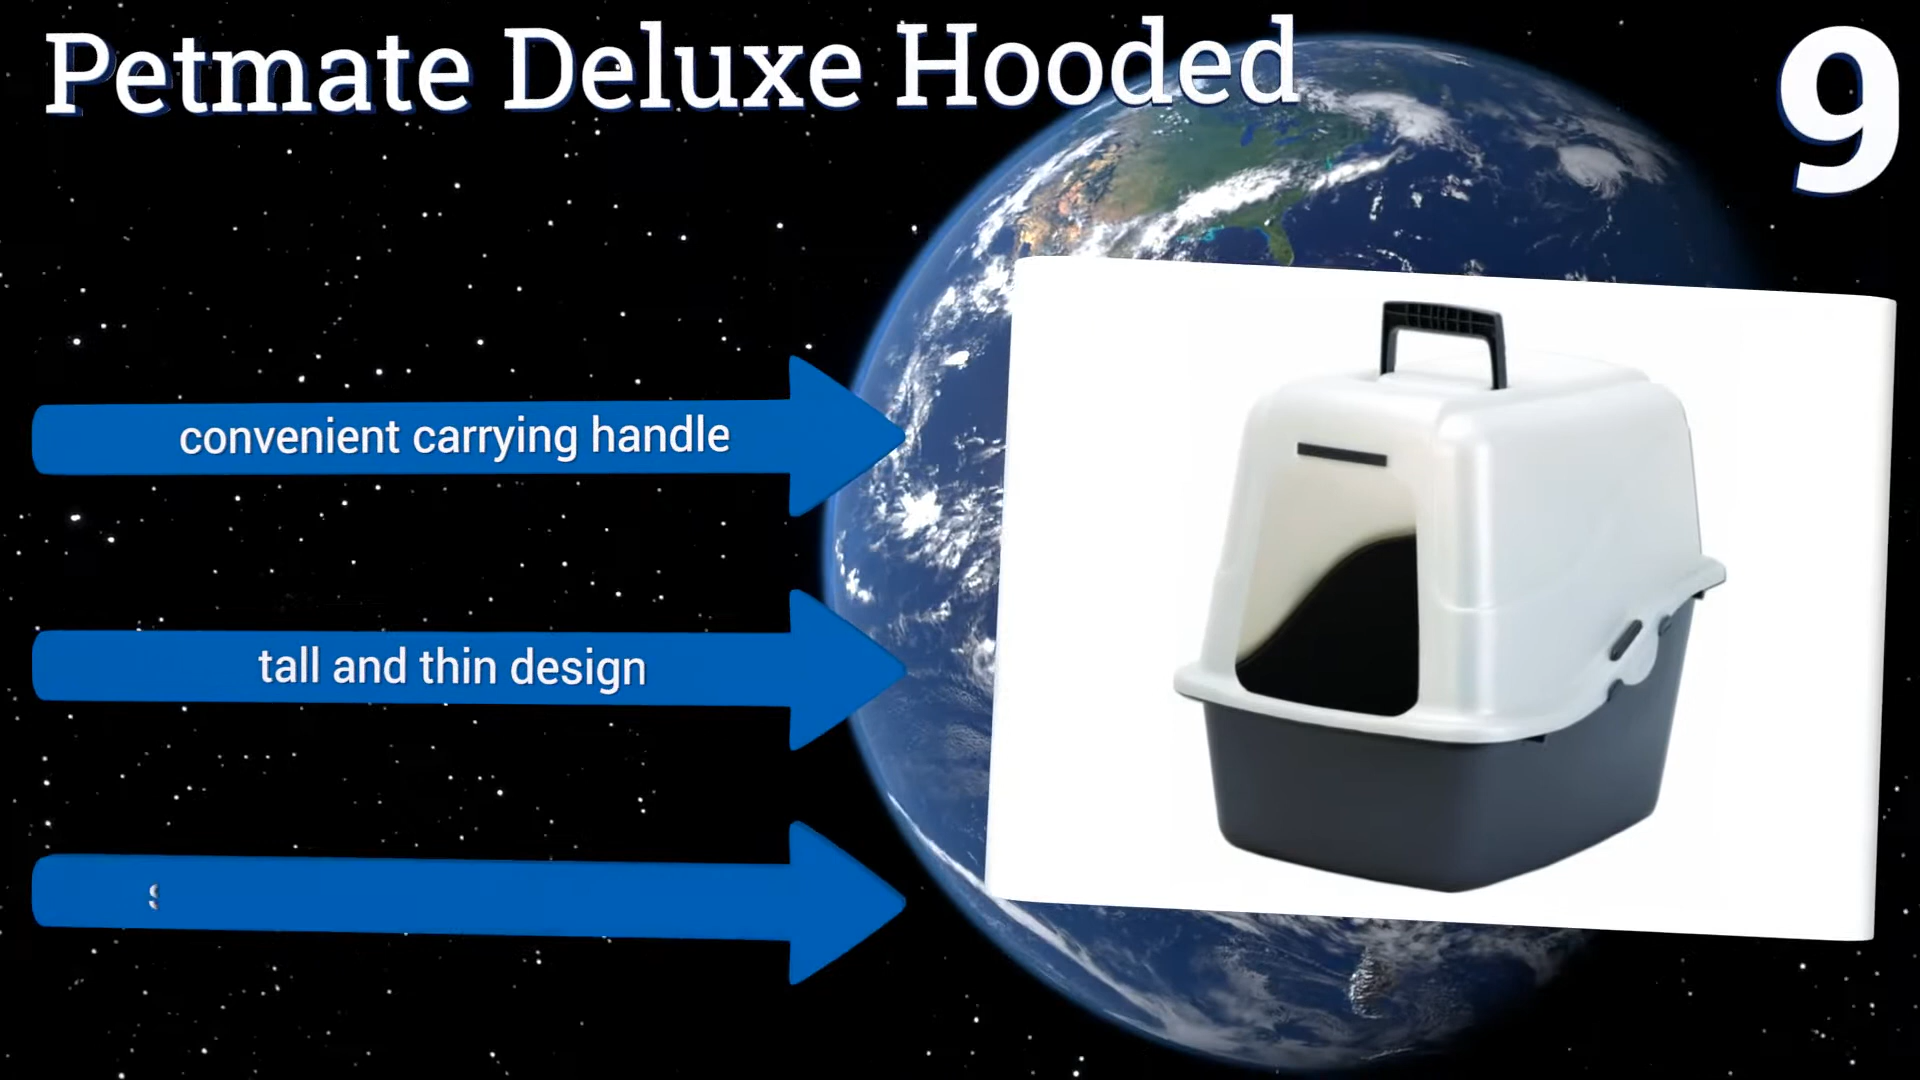 Petmate Deluxe Hooded
9
convenient carrying handle
tall and thin design